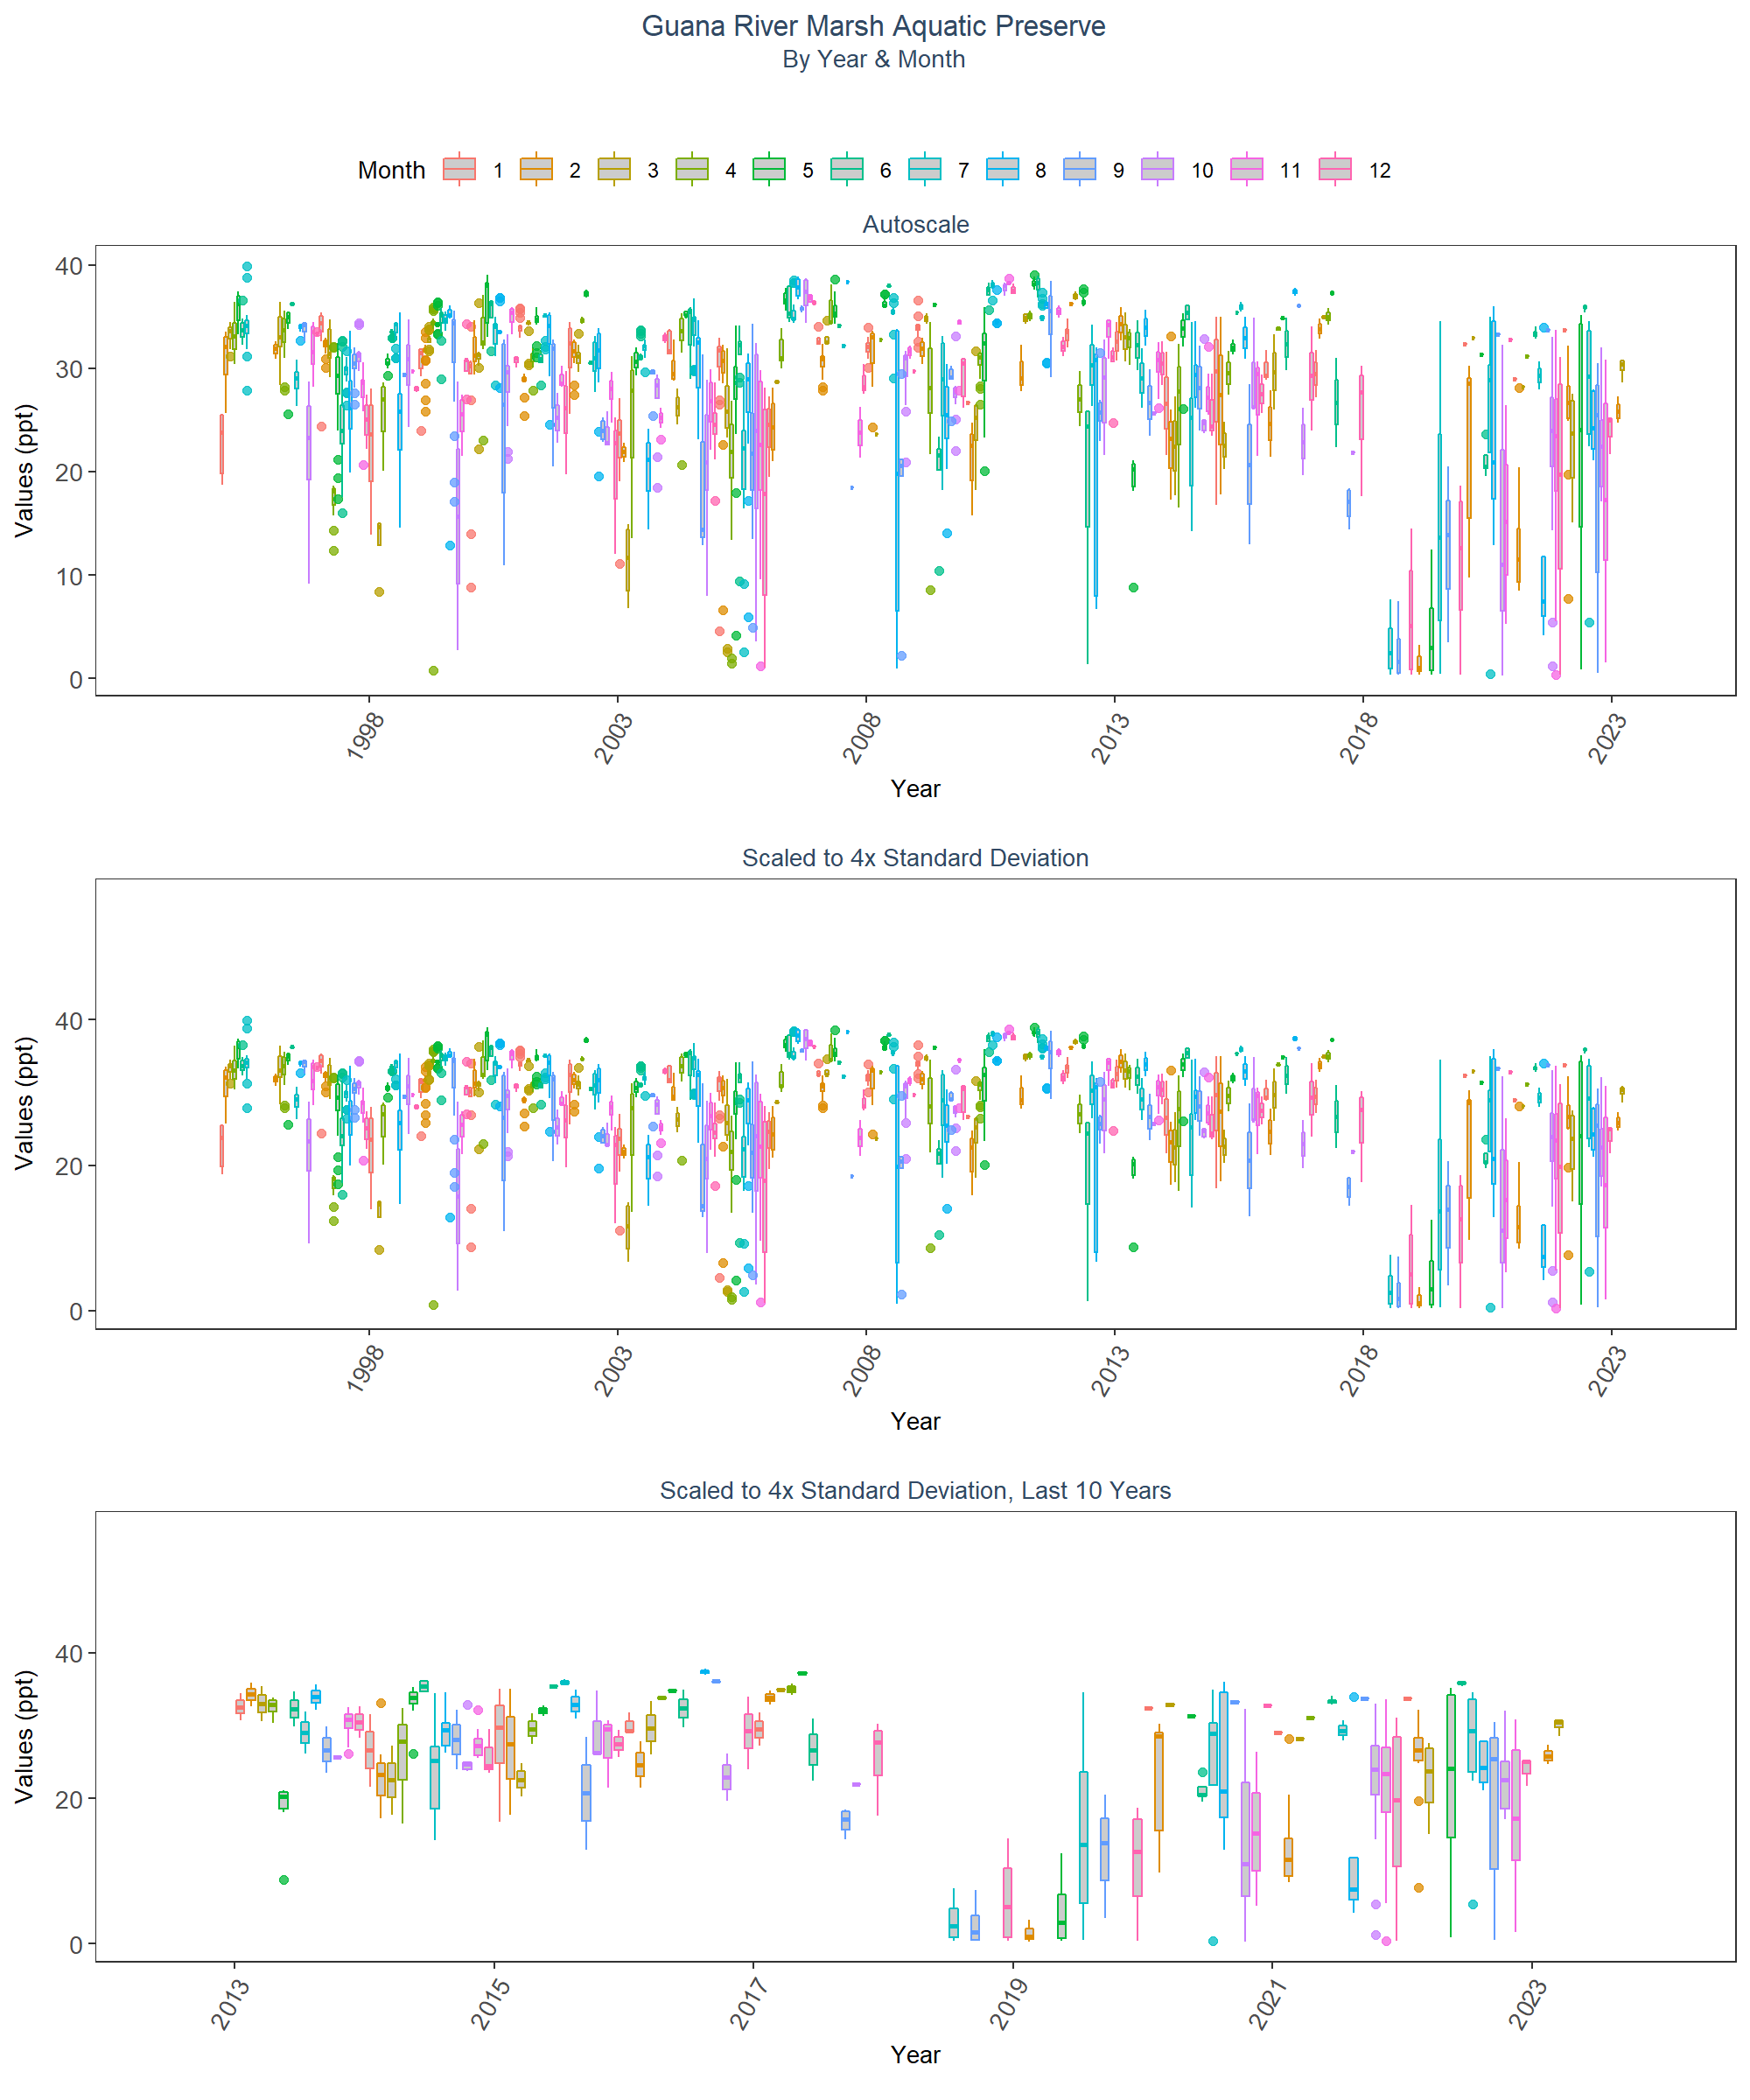 Guana River Marsh Aquatic Preserve
By Year & Month
Month 1 2 3 4 5 6 7 8 9 10 11 12
Autoscale
Values (ppt)
40
30
20
10
0
1998 2003 2008 2013 2018 2023
Year
Scaled to 4x Standard Deviation
Values (ppt)
40
20
0
1998 2003 2008 2013 2018 2023
Year
Scaled to 4x Standard Deviation, Last 10 Years
Values (ppt)
40
20
0
2013 2015 2017 2019 2021 2023
Year